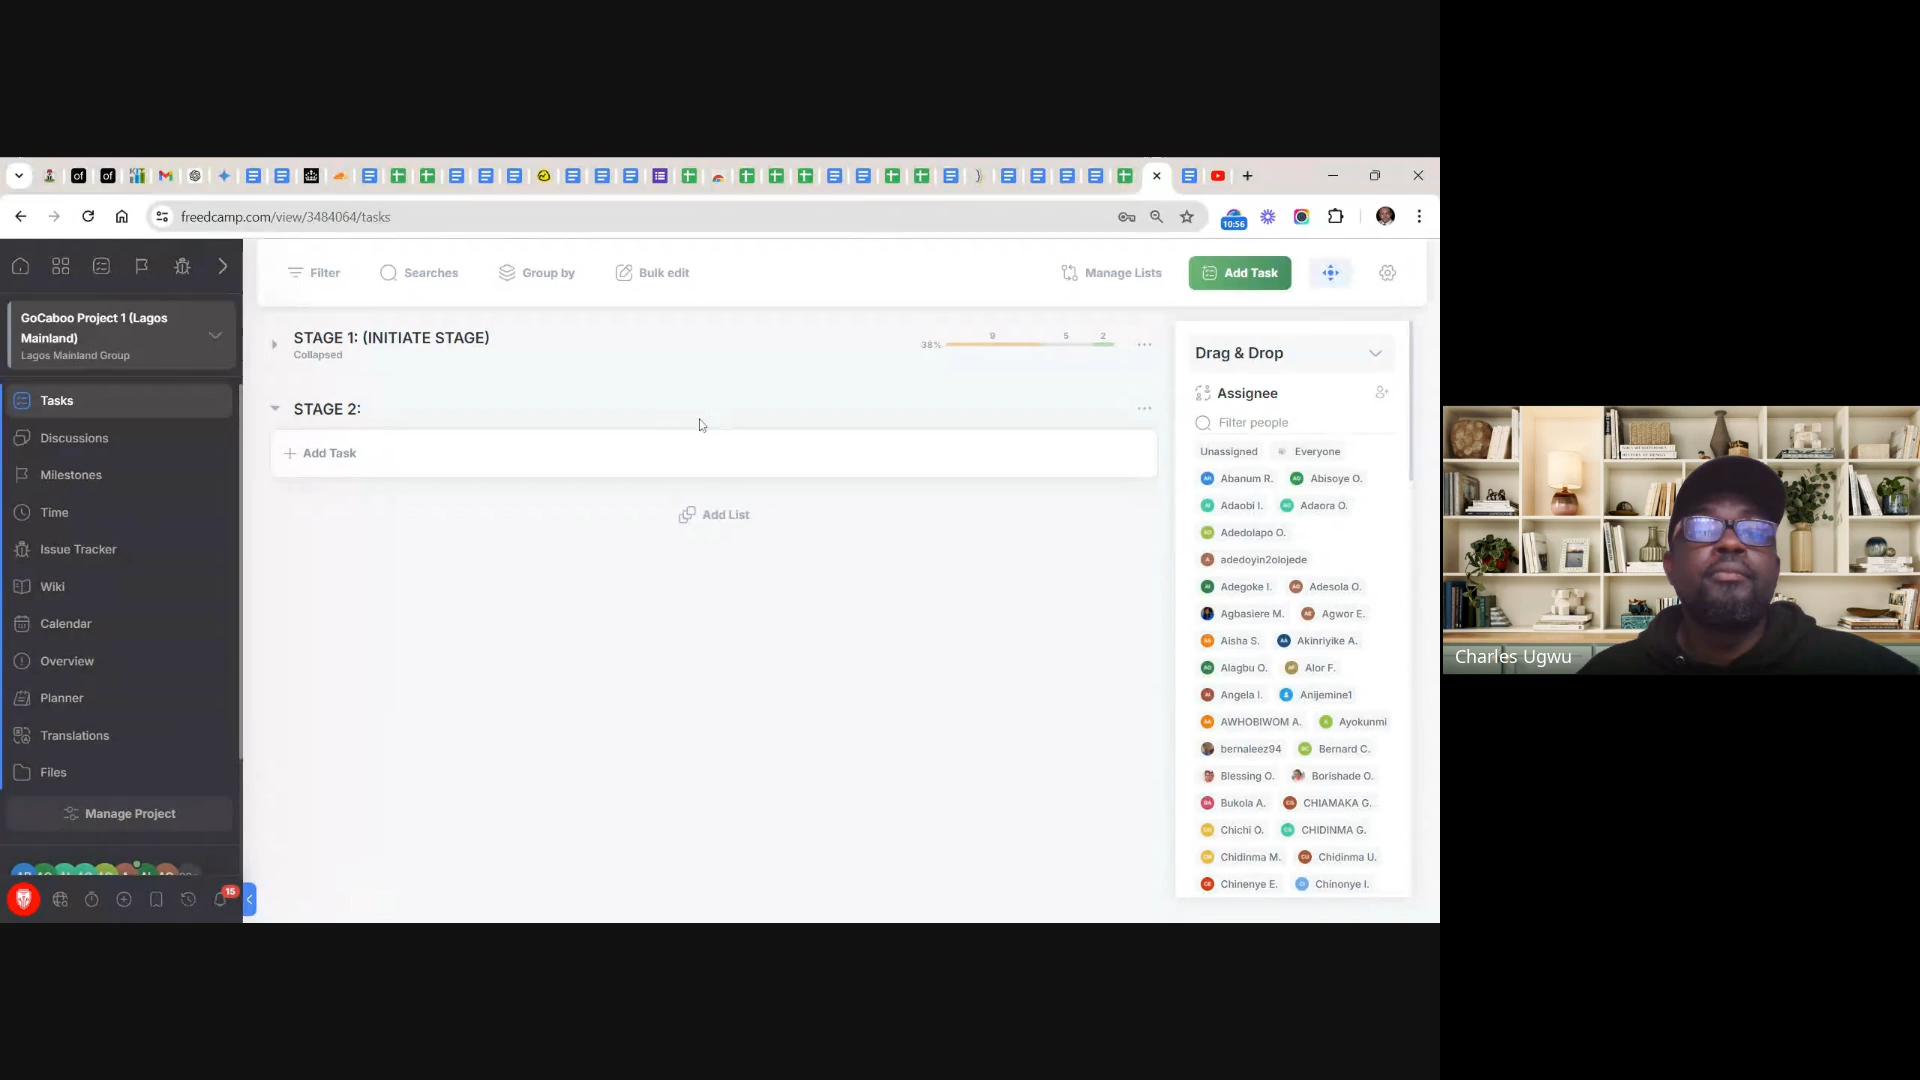 of
of
KIT
freedcamp.com/view/3484064/tasks
10:56
GoCaboo Project 1 (Lagos
Mainland)
Lagos Mainland Group
Tasks
Discussions
Milestones
Time
Issue Tracker
Wiki
Calendar
Overview
Planner
Translations
Files
Manage Project
15
Filter
Searches
Group by
Bulk edit
Manage Lists
Add Task
STAGE 1: (INITIATE STAGE)
Collapsed
38%
9
5
2
STAGE 2:
Add Task
Add List
Drag & Drop
Assignee
Filter people
Unassigned Everyone
Abanum R. Abisoye O.
Adaobi I. Adaora O.
Adedolapo O.
adedoyin2olojede
Adegoke I. Adesola O.
Agbasiere M. Agwor E.
Aisha S. Akinriyike A.
Alagbu O. Alor F.
Angela I. Anijemine1
AWHOBIWOM A. Ayokunmi
bernaleez94 Bernard C.
Blessing O. Borishade O.
Bukola A. CHIAMAKA G.
Chichi O. CHIDINMA G.
Chidinma M. Chidinma U.
Chinenye E. Chinonye I.
Charles Ugwu